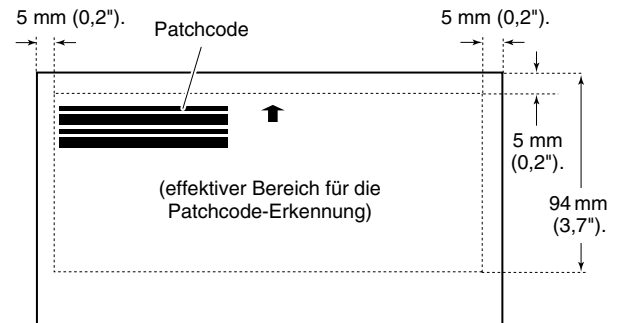 5 mm (0,2").
Patchcode
5 mm (0,2").
5 mm
(0,2").
(effektiver Bereich für die
Patchcode-Erkennung)
94 mm
(3,7").